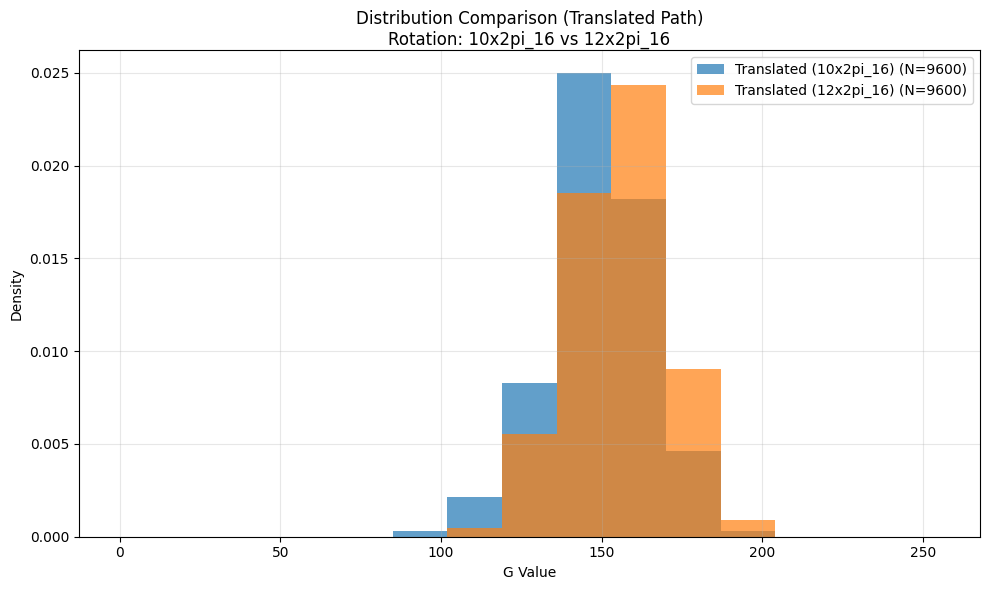 Distribution Comparison (Translated Path)
Rotation: 10x2pi_16 vs 12x2pi_16
Translated (10x2pi_16) (N=9600)
Translated (12x2pi_16) (N=9600)
Density
0.025
0.020
0.015
0.010
0.005
0.000
0 50 100 150 200 250
G Value